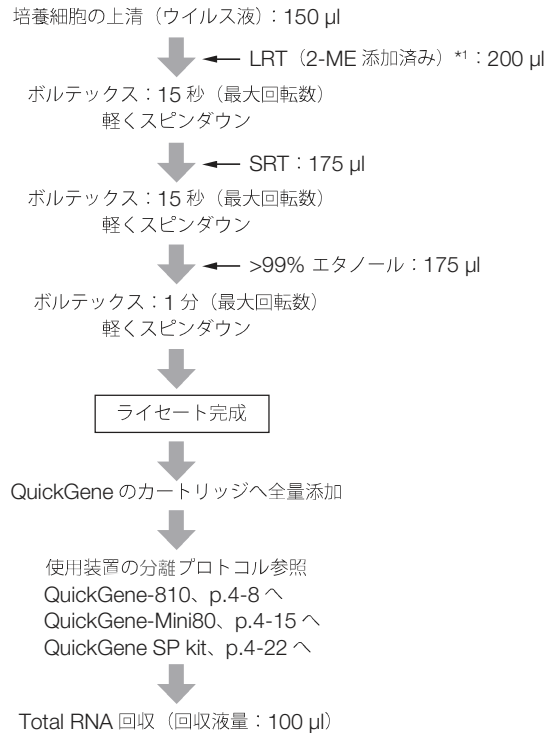 培養細胞の上清（ウイルス液）：150 µl
LRT（2-ME 添加済み）*1：200 µl
ボルテックス：15 秒（最大回転数）
軽くスピンダウン
SRT：175 µl
ボルテックス：15 秒（最大回転数）
軽くスピンダウン
>99% エタノール：175 µl
ボルテックス：1 分（最大回転数）
軽くスピンダウン
ライセート完成
QuickGene のカートリッジへ全量添加
使用装置の分離プロトコル参照
QuickGene-810、p.4-8 へ
QuickGene-Mini80、p.4-15 へ
QuickGene SP kit、p.4-22 へ
Total RNA 回収（回収液量：100 µl）